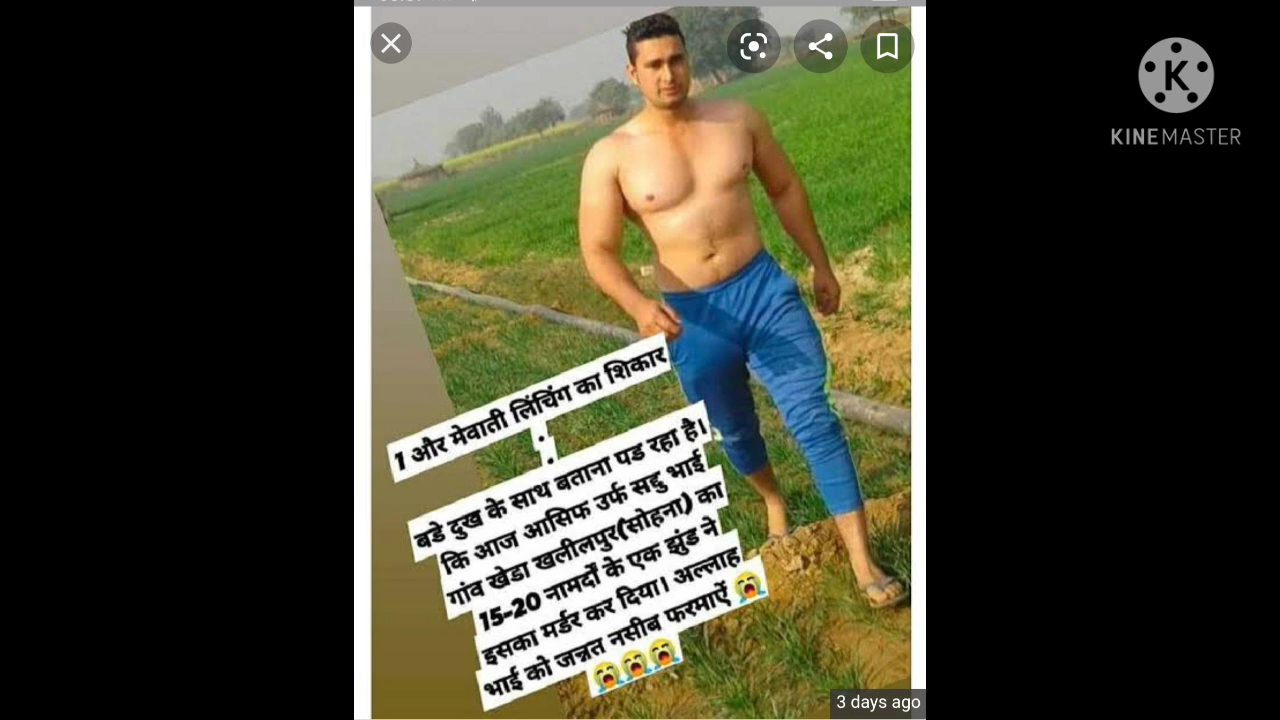 KINEMASTER
1 और मेवाती लिंचिंग का शिकार
.
.
बडे दुख के साथ बताना पड रहा है।
कि आज आसिफ उर्फ सद्दु भाई
गांव खेडा खलीलपुर(सोहना) का
15-20 नामर्दों के एक झुंड ने
इसका मर्डर कर दिया। अल्लाह
भाई को जन्नत नसीब फरमाऐं 😭
😭😭😭
3 days ago